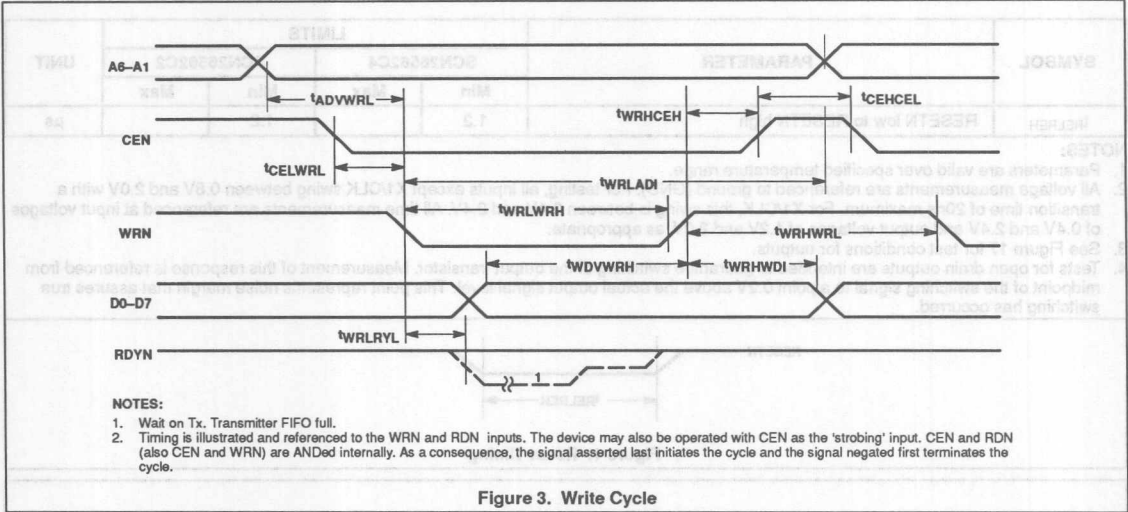 A6–A1
tADVWRL
tCEHCEL
tWRHCEH
CEN
tCELWRL
tWRLADI
tWRLWRH
WRN
tWRHWRL
tWDVWRH
tWRHWDI
D0–D7
tWRLRYL
RDYN
1
NOTES:
1. Wait on Tx. Transmitter FIFO full.
2. Timing is illustrated and referenced to the WRN and RDN inputs. The device may also be operated with CEN as the 'strobing' input. CEN and RDN
(also CEN and WRN) are ANDed internally. As a consequence, the signal asserted last initiates the cycle and the signal negated first terminates the
cycle.
Figure 3. Write Cycle